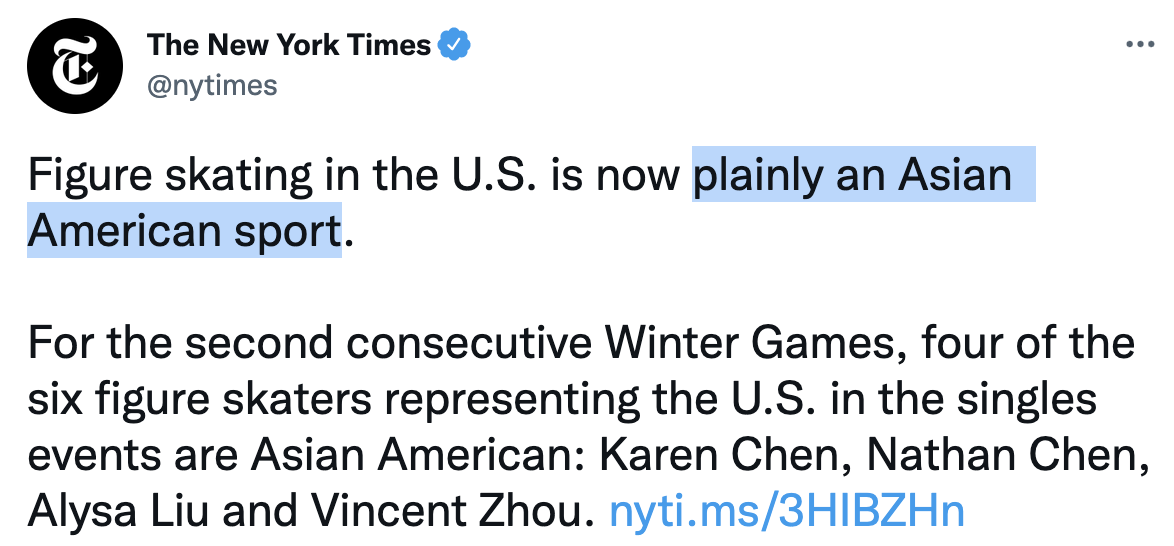 The New York Times
@nytimes
Figure skating in the U.S. is now plainly an Asian
American sport.
For the second consecutive Winter Games, four of the
six figure skaters representing the U.S. in the singles
events are Asian American: Karen Chen, Nathan Chen,
Alysa Liu and Vincent Zhou. nyti.ms/3HIBZHn